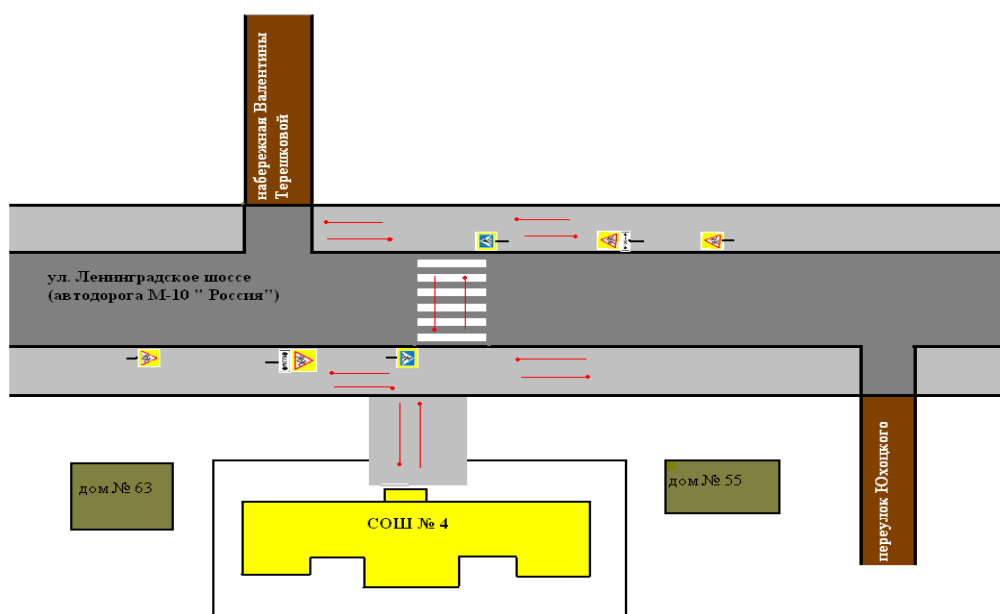 набережная Валентины
Терешковой
ул. Ленинградское шоссе
(автодорога М-10 " Россия")
дом № 63
СОШ № 4
дом № 55
переулок Юхоцкого